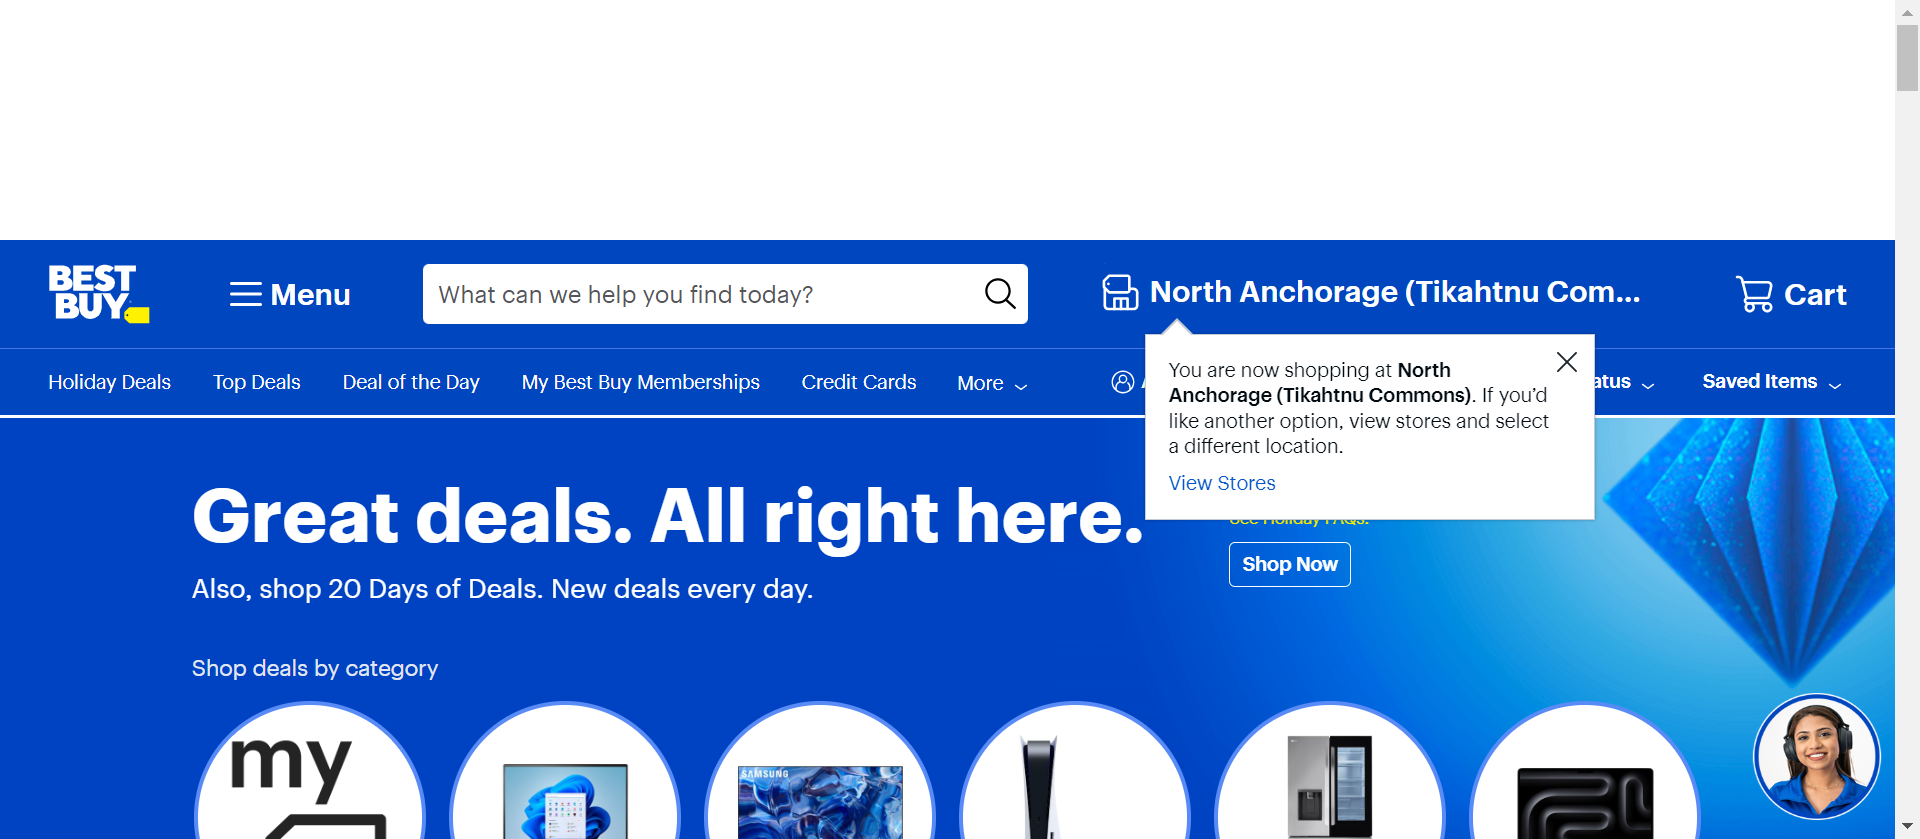 BEST
BUY
Menu
What can we help you find today?
North Anchorage (Tikahtnu Com...
Cart
Holiday Deals
Top Deals
Deal of the Day
My Best Buy Memberships
Credit Cards
More
Saved Items
You are now shopping at North
Anchorage (Tikahtnu Commons). If you'd
like another option, view stores and select
a different location.
View Stores
See Holiday FAQs.
Shop Now
Great deals. All right here.
Also, shop 20 Days of Deals. New deals every day.
Shop deals by category
my
SAMSUNG